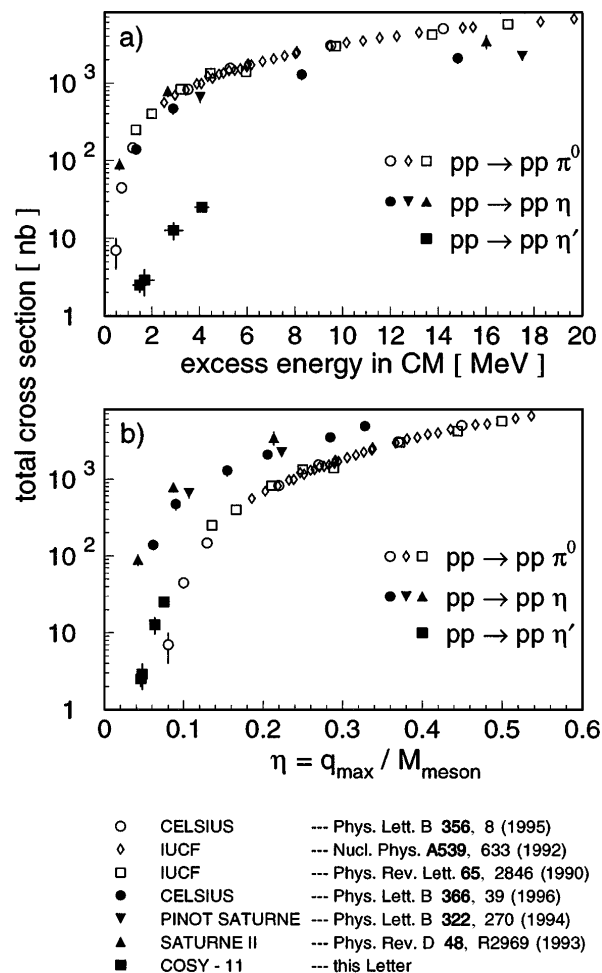 total cross section [ nb ]
a)
10³
10²
10
1
pp → pp π⁰
pp → pp η
pp → pp η′
0 2 4 6 8 10 12 14 16 18 20
excess energy in CM [ MeV ]
b)
10³
10²
10
1
pp → pp π⁰
pp → pp η
pp → pp η′
0 0.1 0.2 0.3 0.4 0.5 0.6
η = q_max / M_meson
CELSIUS --- Phys. Lett. B 356, 8 (1995)
IUCF --- Nucl. Phys. A539, 633 (1992)
IUCF --- Phys. Rev. Lett. 65, 2846 (1990)
CELSIUS --- Phys. Lett. B 366, 39 (1996)
PINOT SATURNE --- Phys. Lett. B 322, 270 (1994)
SATURNE II --- Phys. Rev. D 48, R2969 (1993)
COSY - 11 --- this Letter